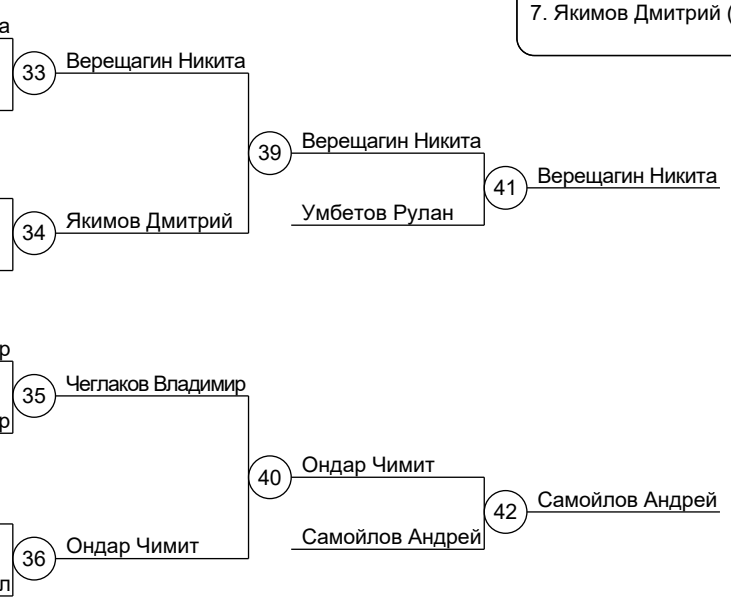 7. Якимов Дмитрий (
а
33 Верещагин Никита
39 Верещагин Никита
41 Верещагин Никита
Умбетов Рулан
34 Якимов Дмитрий
р
35 Чеглаков Владимир
р
40 Ондар Чимит
42 Самойлов Андрей
Самойлов Андрей
36 Ондар Чимит
л